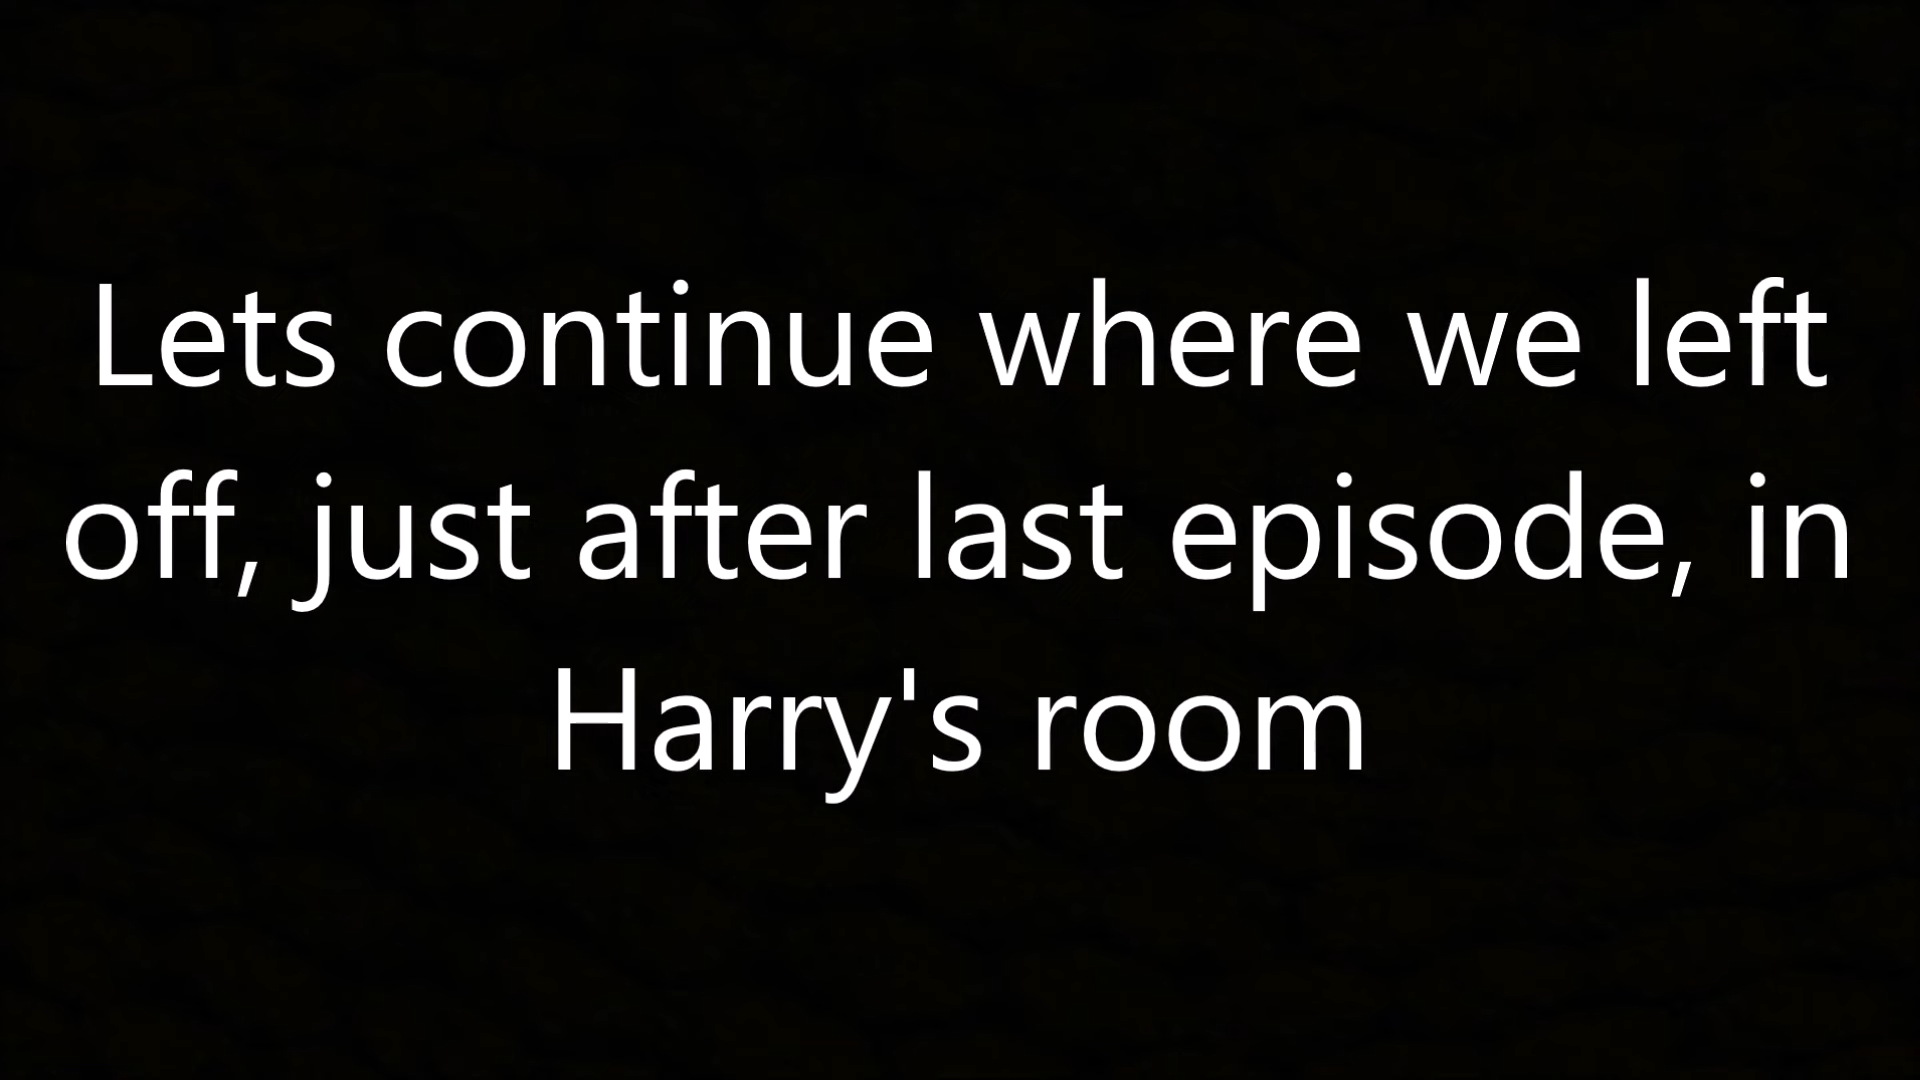 Lets continue where we left
off, just after last episode, in
Harry's room